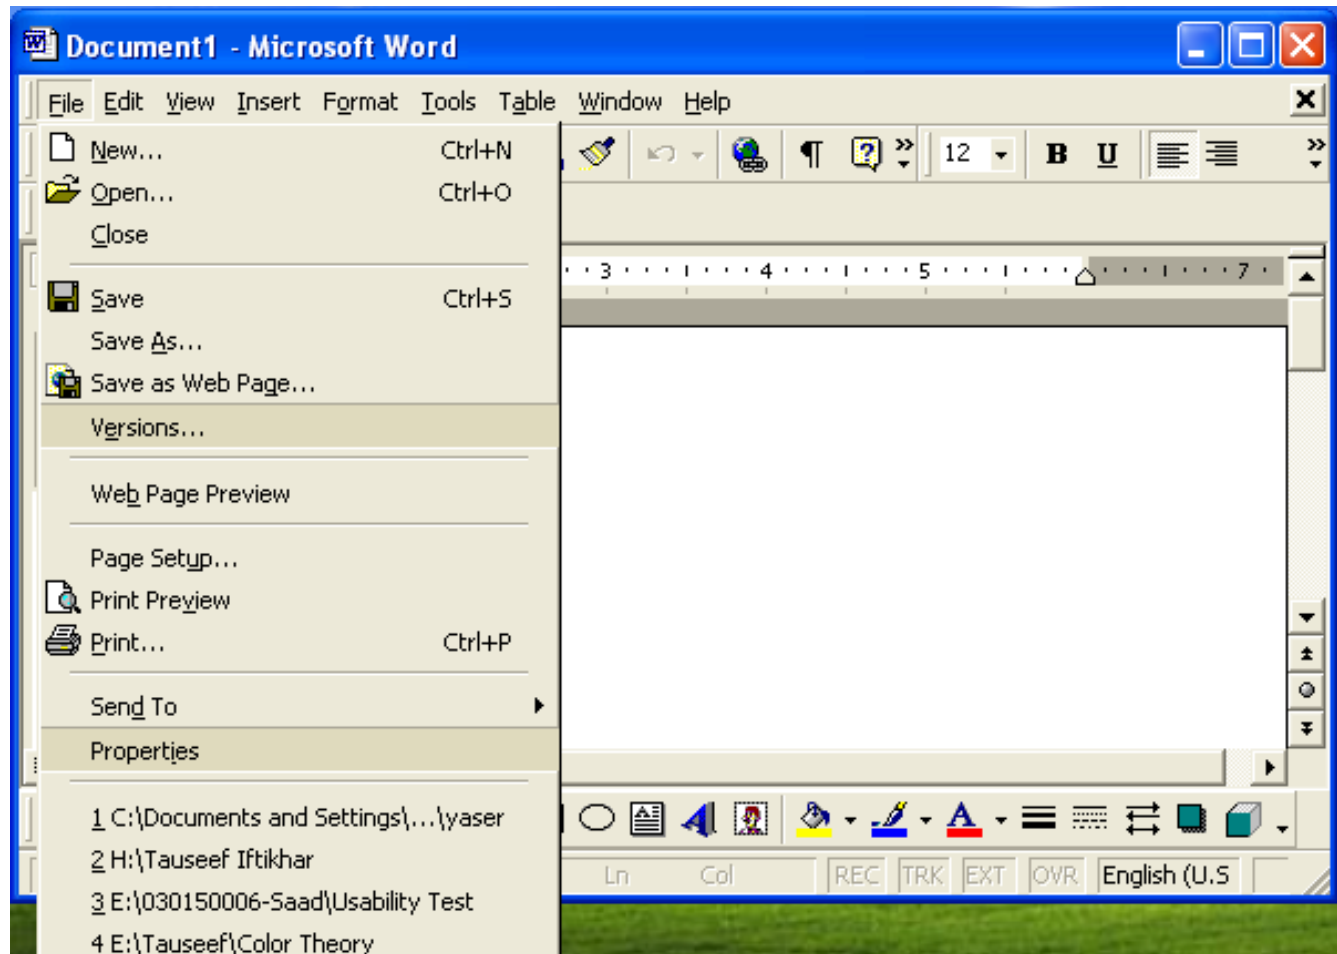 Document1 - Microsoft Word
File Edit View Insert Format Tools Table Window Help
New... Ctrl+N
12 B U
Open... Ctrl+O
Close
3 4 5 7
Save Ctrl+S
Save As...
Save as Web Page...
Versions...
Web Page Preview
Page Setup...
Print Preview
Print... Ctrl+P
Send To
Properties
1 C:\Documents and Settings\...\yaser
2 H:\Tauseef Iftikhar
Ln Col REC TRK EXT OVR English (U.S
3 E:\030150006-Saad\Usability Test
4 E:\Tauseef\Color Theory